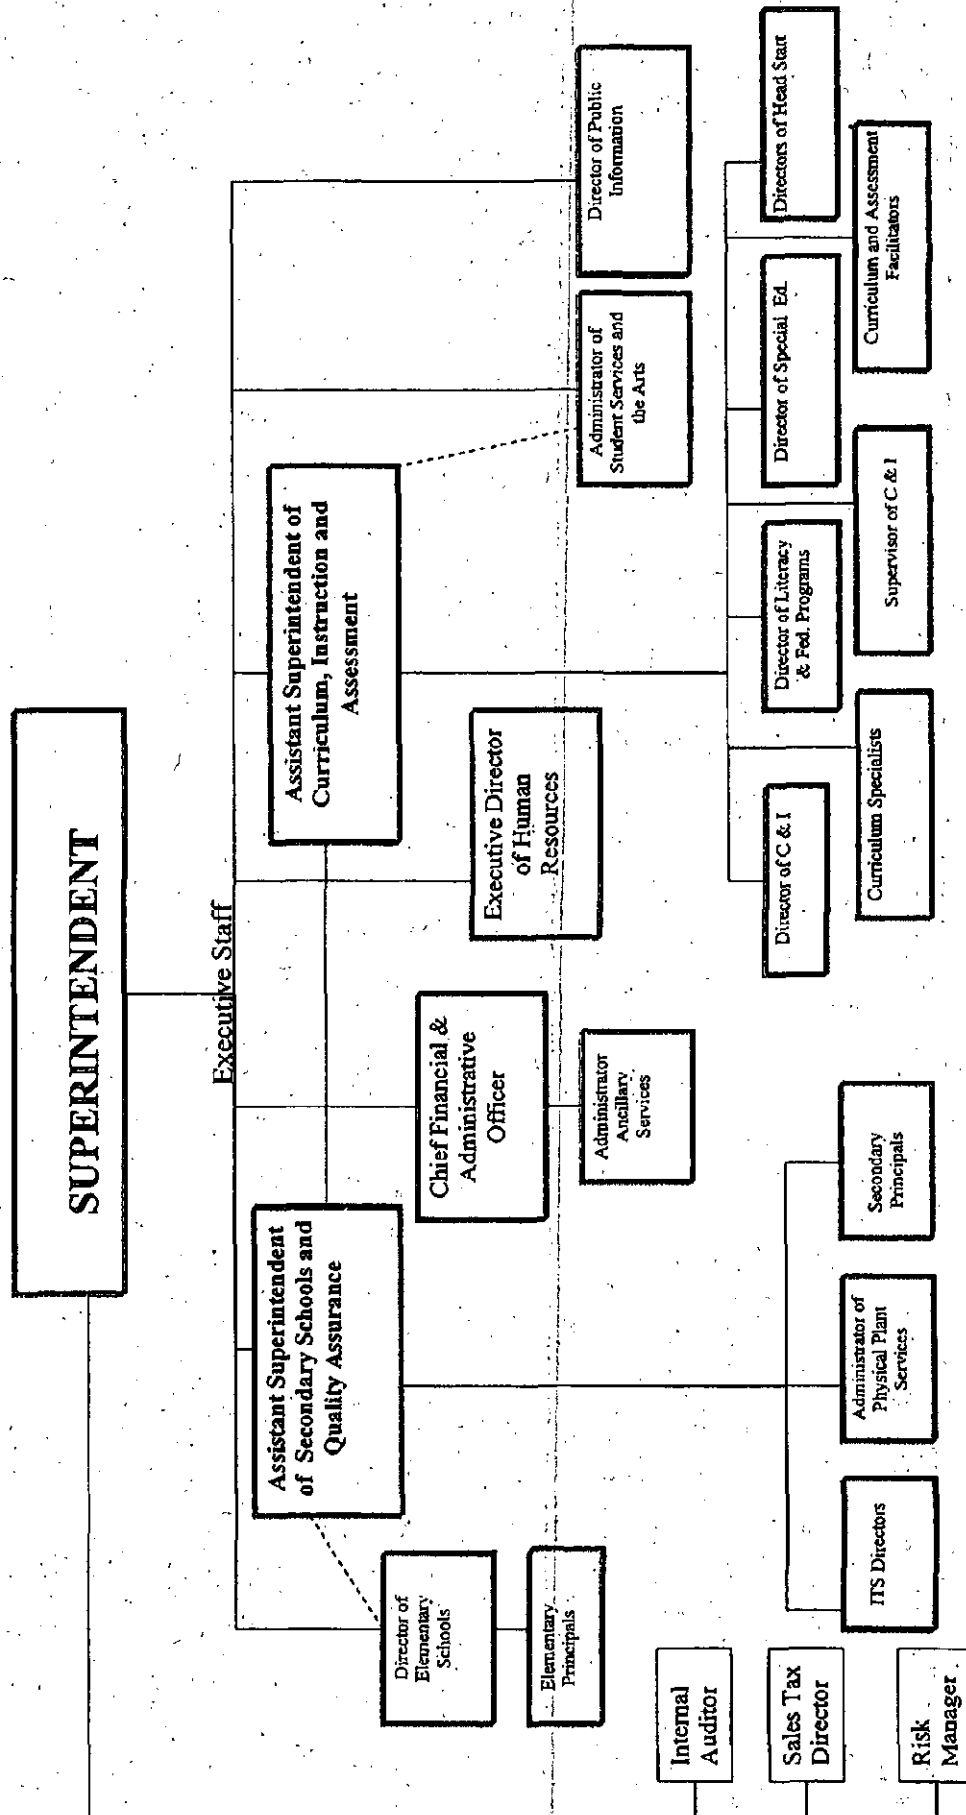 SUPERINTENDENT
Executive Staff
Assistant Superintendent
of Secondary Schools and
Quality Assurance
Assistant Superintendent of
Curriculum, Instruction and
Assessment
Director of
Elementary
Schools
Elementary
Principals
Chief Financial &
Administrative
Officer
Administrator
Ancillary
Services
Executive Director
of Human
Resources
Administrator of
Student Services and
the Arts
Director of Public
Information
Internal
Auditor
Sales Tax
Director
Risk
Manager
ITS Directors
Administrator of
Physical Plant
Services
Secondary
Principals
Director of C & I
Director of Literacy
& Fed. Programs
Director of Special Ed.
Directors of Head Start
Curriculum Specialists
Supervisor of C & I
Curriculum and Assessment
Facilitators